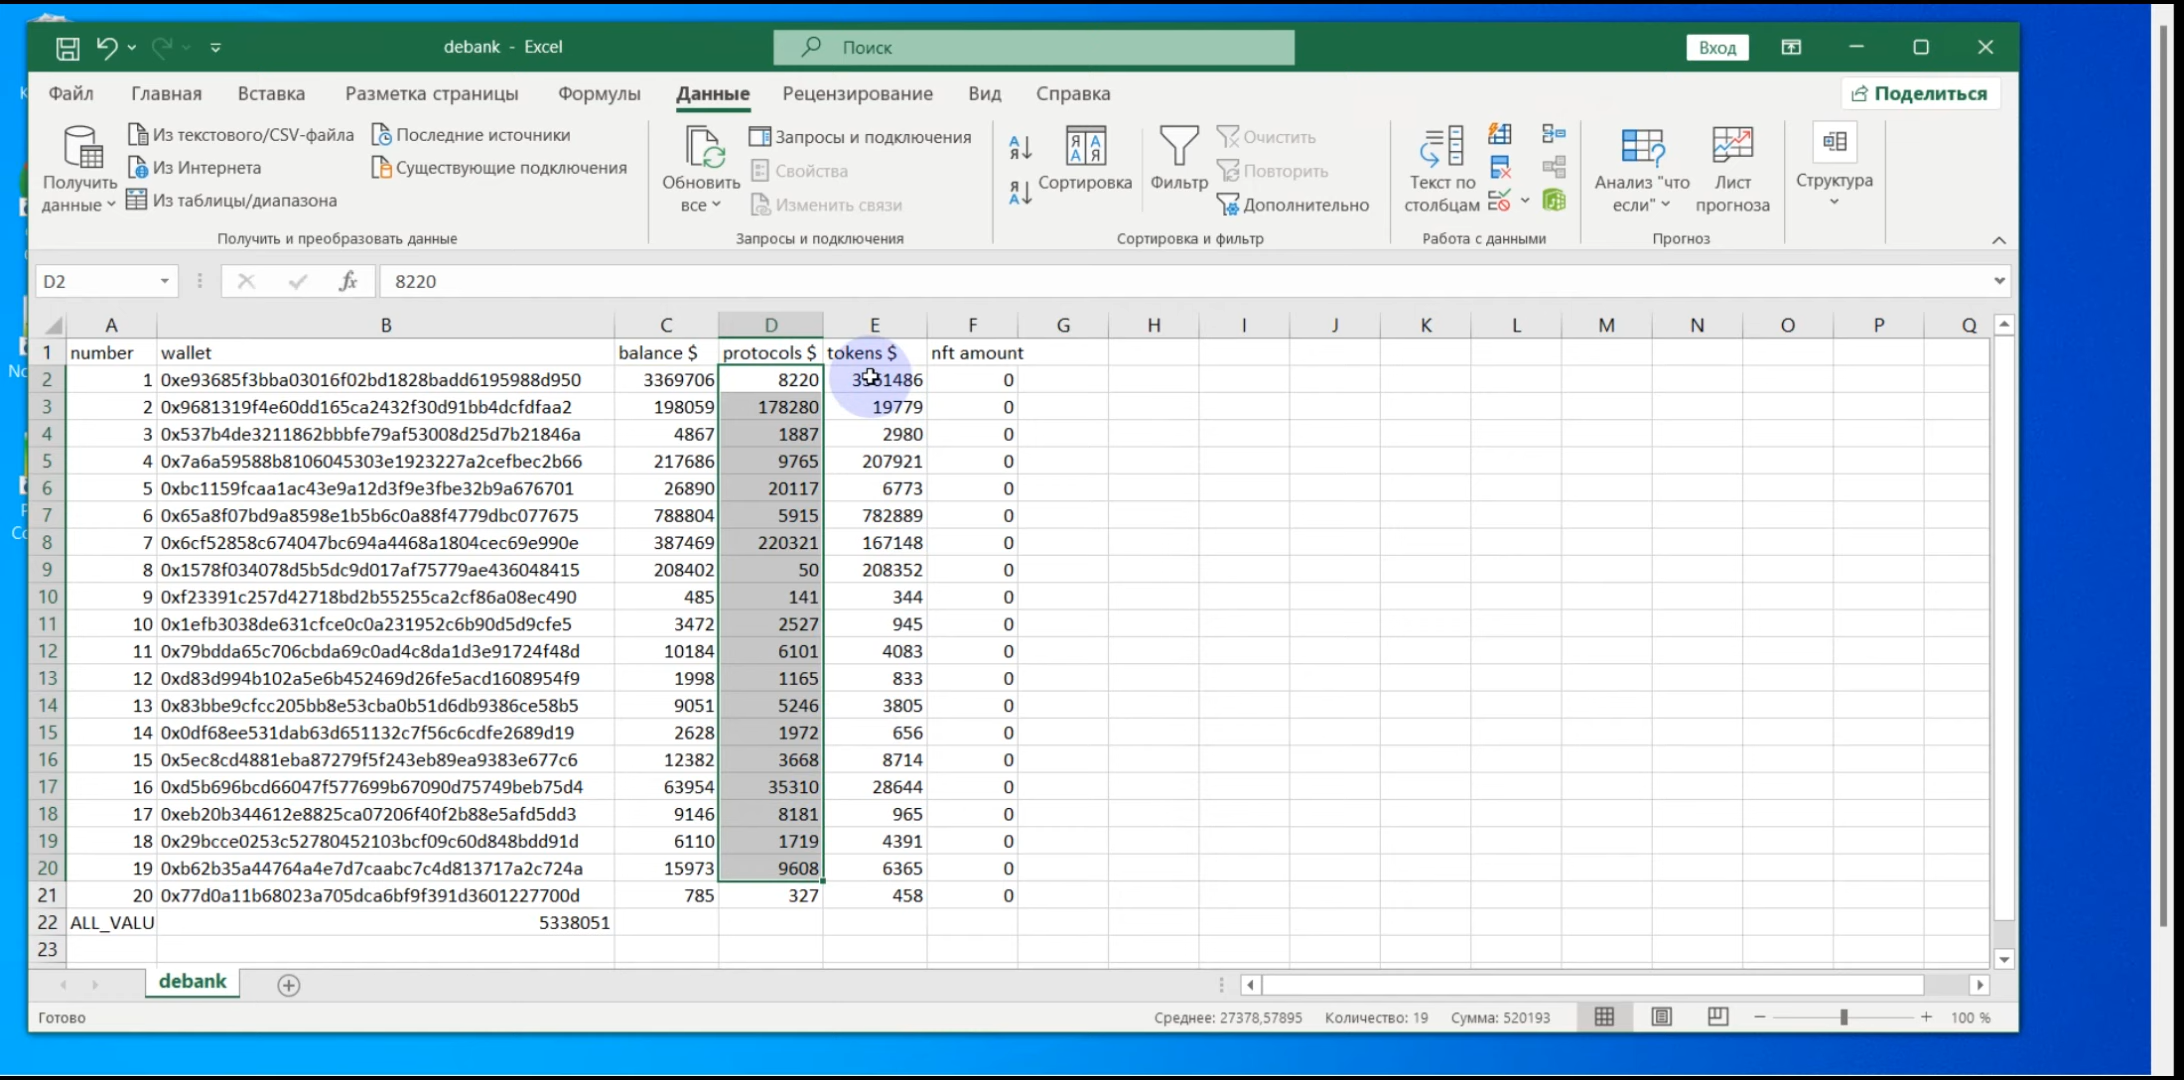 debank - Excel
Поиск
Вход
Файл Главная Вставка Разметка страницы Формулы Данные Рецензирование Вид Справка
Поделиться
Получить данные
Из текстового/CSV-файла
Из Интернета
Из таблицы/диапазона
Последние источники
Существующие подключения
Получить и преобразовать данные
Обновить все
Запросы и подключения
Свойства
Изменить связи
Запросы и подключения
Сортировка
Фильтр
Очистить
Повторить
Дополнительно
Сортировка и фильтр
Текст по столбцам
Работа с данными
Анализ "что если"
Лист прогноза
Прогноз
Структура
D2 fx 8220
A B C D E F G H I J K L M N O P Q
1 number wallet balance $ protocols $ tokens $ nft amount
2 1 0xe93685f3bba03016f02bd1828badd6195988d950 3369706 8220 0
3 2 0x9681319f4e60dd165ca2432f30d91bb4dcfdfaa2 198059 178280 19779 0
4 3 0x537b4de3211862bbbfe79af53008d25d7b21846a 4867 1887 2980 0
5 4 0x7a6a59588b8106045303e1923227a2cefbec2b66 217686 9765 207921 0
6 5 0xbc1159fcaa1ac43e9a12d3f9e3fbe32b9a676701 26890 20117 6773 0
7 6 0x65a8f07bd9a8598e1b5b6c0a88f4779dbc077675 788804 5915 782889 0
8 7 0x6cf52858c674047bc694a4468a1804cec69e990e 387469 220321 167148 0
9 8 0x1578f034078d5b5dc9d017af75779ae436048415 208402 50 208352 0
10 9 0xf23391c257d42718bd2b55255ca2cf86a08ec490 485 141 344 0
11 10 0x1efb3038de631cfce0c0a231952c6b90d5d9cfe5 3472 2527 945 0
12 11 0x79bdda65c706cbda69c0ad4c8da1d3e91724f48d 10184 6101 4083 0
13 12 0xd83d994b102a5e6b452469d26fe5acd1608954f9 1998 1165 833 0
14 13 0x83bbe9cfcc205bb8e53cba0b51d6db9386ce58b5 9051 5246 3805 0
15 14 0x0df68ee531dab63d651132c7f56c6cdfe2689d19 2628 1972 656 0
16 15 0x5ec8cd4881eba87279f5f243eb89ea9383e677c6 12382 3668 8714 0
17 16 0xd5b696bcd66047f577699b67090d75749beb75d4 63954 35310 28644 0
18 17 0xeb20b344612e8825ca07206f40f2b88e5afd5dd3 9146 8181 965 0
19 18 0x29bcce0253c52780452103bcf09c60d848bdd91d 6110 1719 4391 0
20 19 0xb62b35a44764a4e7d7caabc7c4d813717a2c724a 15973 9608 6365 0
21 20 0x77d0a11b68023a705dca6bf9f391d3601227700d 785 327 458 0
22 ALL_VALU 5338051
23
debank
Готово
Среднее: 27378,57895 Количество: 19 Сумма: 520193
100 %